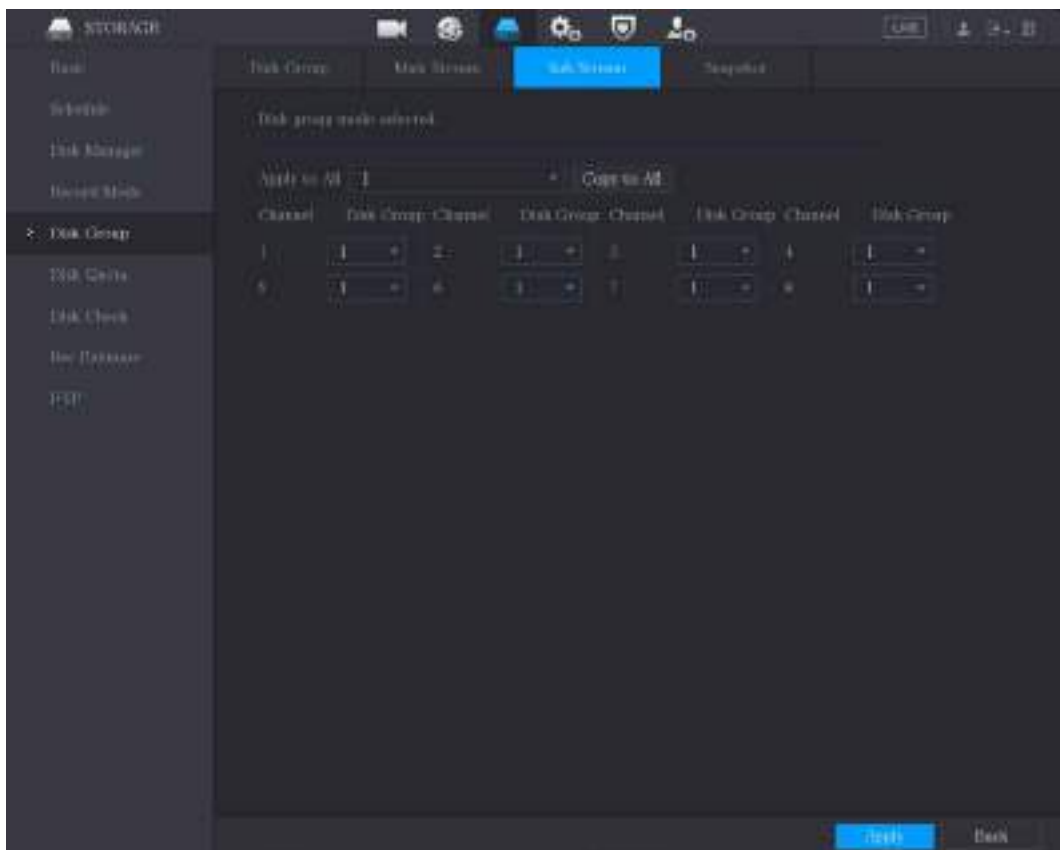 STORAGE
LIVE
Basic
Disk Group Main Stream Sub Stream Snapshot
Schedule
Disk group mode selected.
Disk Manager
Apply to All 1 Copy to All
Record Mode
Channel Disk Group Channel Disk Group Channel Disk Group Channel Disk Group
Disk Group
1 1 2 1 3 1 4 1
Disk Quota
5 1 6 1 7 1 8 1
Disk Check
Rec Estimate
FTP
Apply Back